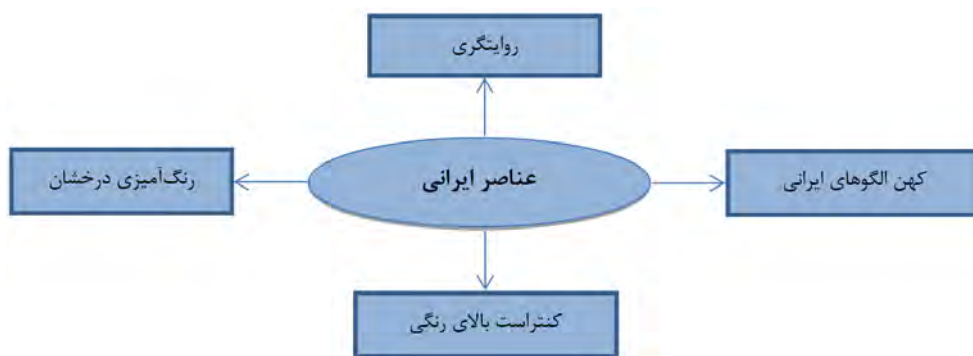 روایتگری
کهن الگوهای ایرانی
عناصر ایرانی
رنگ‌آمیزی درخشان
کنتراست بالای رنگی